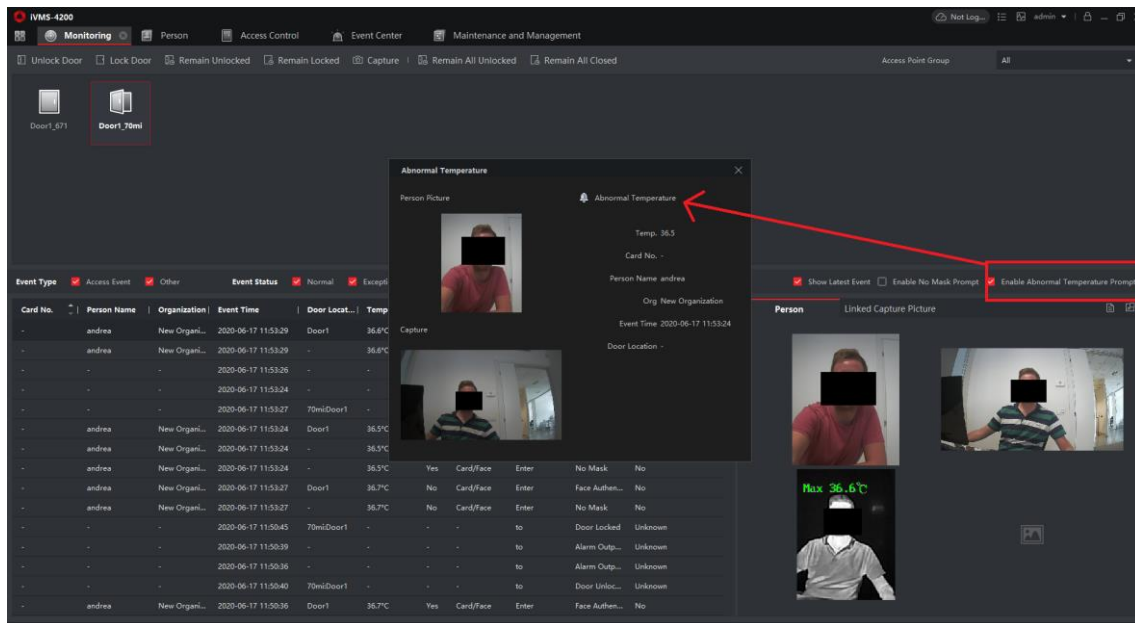 iVMS-4200
Not Log... admin
Monitoring Person Access Control Event Center Maintenance and Management
Unlock Door Lock Door Remain Unlocked Remain Locked Capture Remain All Unlocked Remain All Closed Access Point Group All
Door1_671 Door1_70mi
Abnormal Temperature
Person Picture
Abnormal Temperature
Temp. 36.5
Card No. -
Person Name andrea
Org New Organization
Event Time 2020-06-17 11:53:24
Door Location -
Capture
Event Type Access Event Other Event Status Normal Excepti
Show Latest Event Enable No Mask Prompt Enable Abnormal Temperature Prompt
Card No. Person Name Organization Event Time Door Locat... Temp
- andrea New Organi... 2020-06-17 11:53:29 Door1 36.6°C
- andrea New Organi... 2020-06-17 11:53:29 - 36.6°C
- - - 2020-06-17 11:53:26 - -
- - - 2020-06-17 11:53:24 - -
- - - 2020-06-17 11:53:27 70mi:Door1 -
- andrea New Organi... 2020-06-17 11:53:24 Door1 36.5°C
- andrea New Organi... 2020-06-17 11:53:24 - 36.5°C
- andrea New Organi... 2020-06-17 11:53:24 - 36.5°C Yes Card/Face Enter No Mask No
- andrea New Organi... 2020-06-17 11:53:27 Door1 36.7°C No Card/Face Enter Face Authen... No
- andrea New Organi... 2020-06-17 11:53:27 - 36.7°C No Card/Face Enter No Mask No
- - - 2020-06-17 11:50:45 70mi:Door1 - - - to Door Locked Unknown
- - - 2020-06-17 11:50:39 - - - - to Alarm Outp... Unknown
- - - 2020-06-17 11:50:36 - - - - to Alarm Outp... Unknown
- - - 2020-06-17 11:50:40 70mi:Door1 - - - to Door Unloc... Unknown
- andrea New Organi... 2020-06-17 11:50:36 Door1 36.7°C Yes Card/Face Enter Face Authen... No
Person Linked Capture Picture
Max 36.6°C